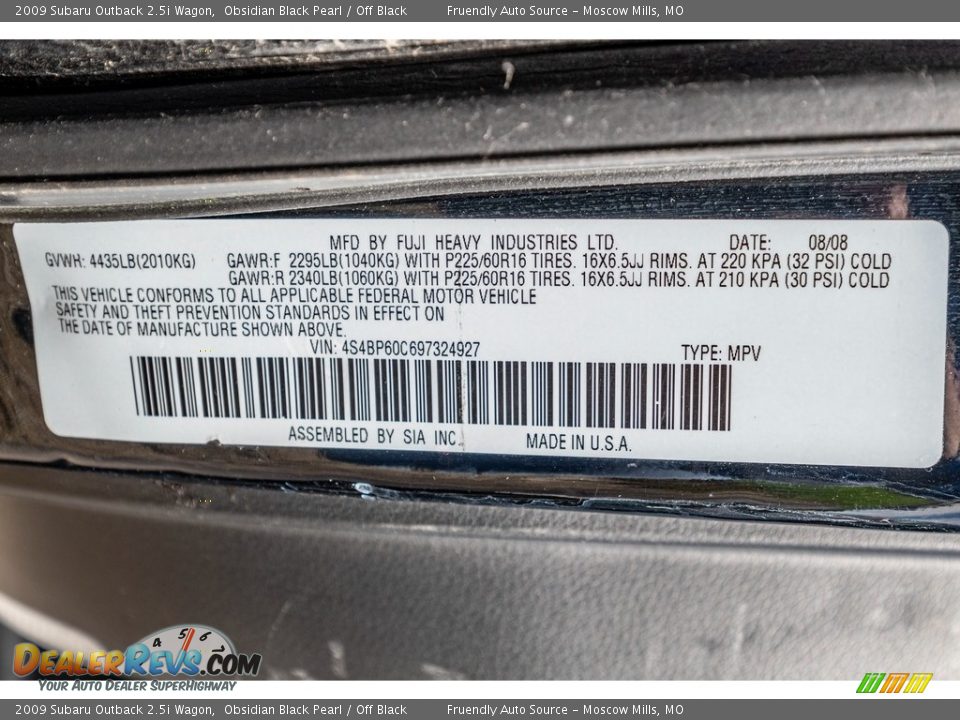 2009 Subaru Outback 2.5i Wagon, Obsidian Black Pearl / Off Black Fruendly Auto Source - Moscow Mills, MO
MFD BY FUJI HEAVY INDUSTRIES LTD. DATE: 08/08
GVWH: 4435LB(2010KG) GAWR:F 2295LB(1040KG) WITH P225/60R16 TIRES. 16X6.5JJ RIMS. AT 220 KPA (32 PSI) COLD
GAWR:R 2340LB(1060KG) WITH P225/60R16 TIRES. 16X6.5JJ RIMS. AT 210 KPA (30 PSI) COLD
THIS VEHICLE CONFORMS TO ALL APPLICABLE FEDERAL MOTOR VEHICLE
SAFETY AND THEFT PREVENTION STANDARDS IN EFFECT ON
THE DATE OF MANUFACTURE SHOWN ABOVE.
VIN: 4S4BP60C697324927 TYPE: MPV
ASSEMBLED BY SIA INC. MADE IN U.S.A.
4 5 6
DealerRevs.com
Your Auto Dealer SuperHighway
2009 Subaru Outback 2.5i Wagon, Obsidian Black Pearl / Off Black Fruendly Auto Source - Moscow Mills, MO